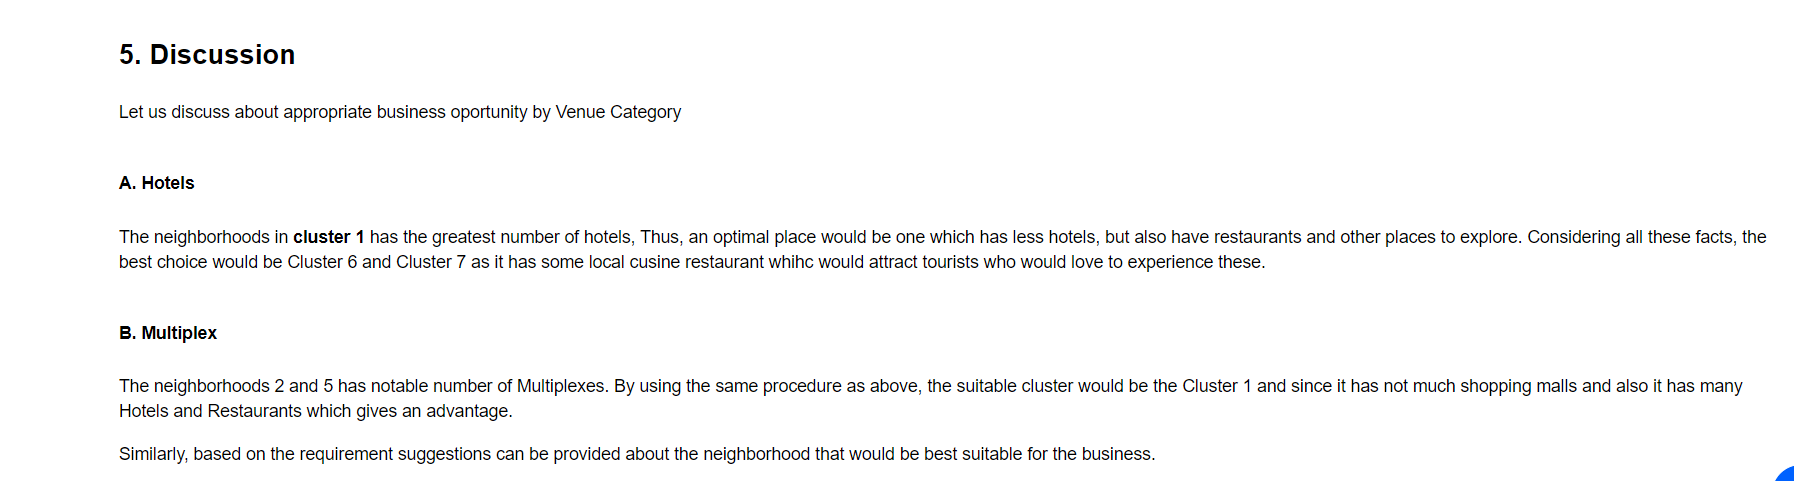 5. Discussion
Let us discuss about appropriate business oportunity by Venue Category
A. Hotels
The neighborhoods in cluster 1 has the greatest number of hotels, Thus, an optimal place would be one which has less hotels, but also have restaurants and other places to explore. Considering all these facts, the
best choice would be Cluster 6 and Cluster 7 as it has some local cusine restaurant whihc would attract tourists who would love to experience these.
B. Multiplex
The neighborhoods 2 and 5 has notable number of Multiplexes. By using the same procedure as above, the suitable cluster would be the Cluster 1 and since it has not much shopping malls and also it has many
Hotels and Restaurants which gives an advantage.
Similarly, based on the requirement suggestions can be provided about the neighborhood that would be best suitable for the business.